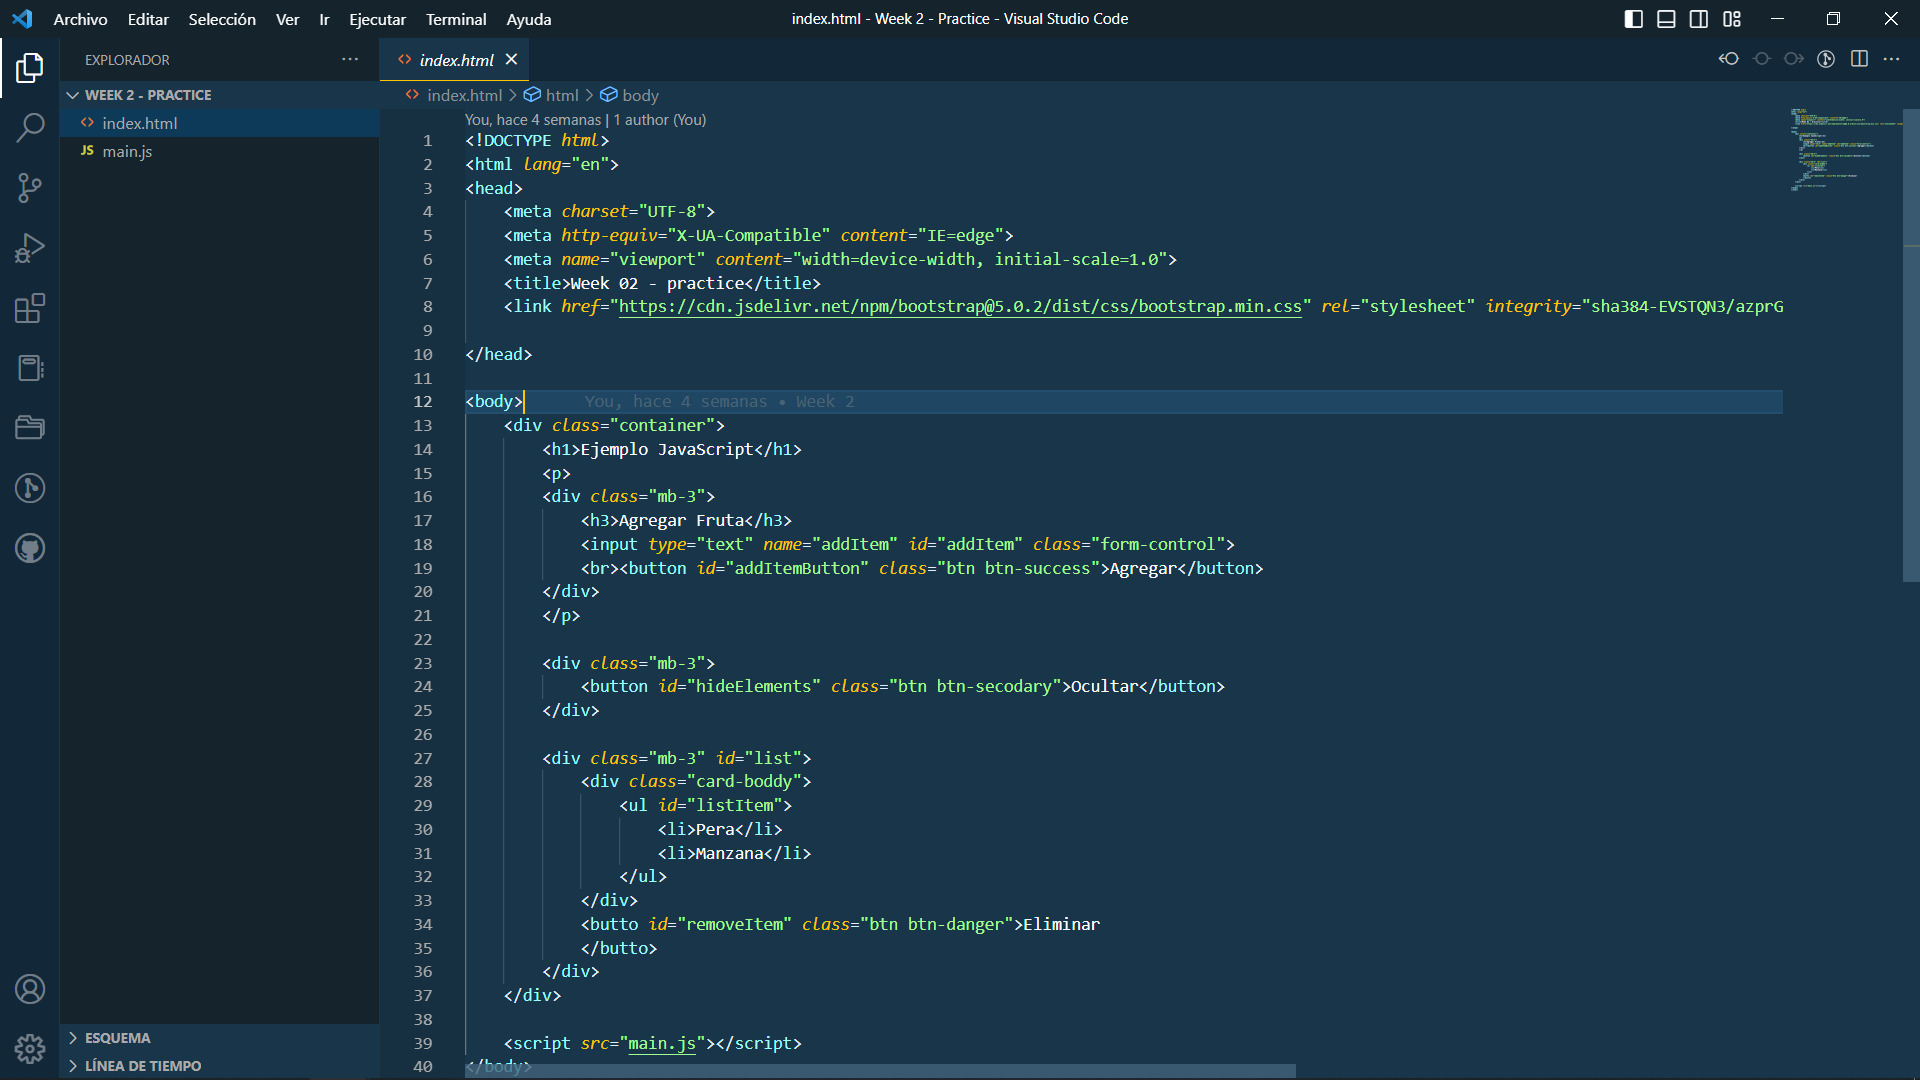 Archivo Editar Selección Ver Ir Ejecutar Terminal Ayuda
index.html - Week 2 - Practice - Visual Studio Code
EXPLORADOR
WEEK 2 - PRACTICE
index.html
JS main.js
ESQUEMA
LÍNEA DE TIEMPO
index.html
index.html > html > body
You, hace 4 semanas | 1 author (You)
1 <!DOCTYPE html>
2 <html lang="en">
3 <head>
4 <meta charset="UTF-8">
5 <meta http-equiv="X-UA-Compatible" content="IE=edge">
6 <meta name="viewport" content="width=device-width, initial-scale=1.0">
7 <title>Week 02 - practice</title>
8 <link href="https://cdn.jsdelivr.net/npm/bootstrap@5.0.2/dist/css/bootstrap.min.css" rel="stylesheet" integrity="sha384-EVSTQN3/azprG
9
10 </head>
11
12 <body> You, hace 4 semanas • Week 2
13 <div class="container">
14 <h1>Ejemplo JavaScript</h1>
15 <p>
16 <div class="mb-3">
17 <h3>Agregar Fruta</h3>
18 <input type="text" name="addItem" id="addItem" class="form-control">
19 <br><button id="addItemButton" class="btn btn-success">Agregar</button>
20 </div>
21 </p>
22
23 <div class="mb-3">
24 <button id="hideElements" class="btn btn-secodary">Ocultar</button>
25 </div>
26
27 <div class="mb-3" id="list">
28 <div class="card-boddy">
29 <ul id="listItem">
30 <li>Pera</li>
31 <li>Manzana</li>
32 </ul>
33 </div>
34 <butto id="removeItem" class="btn btn-danger">Eliminar
35 </butto>
36 </div>
37 </div>
38
39 <script src="main.js"></script>
40 </body>